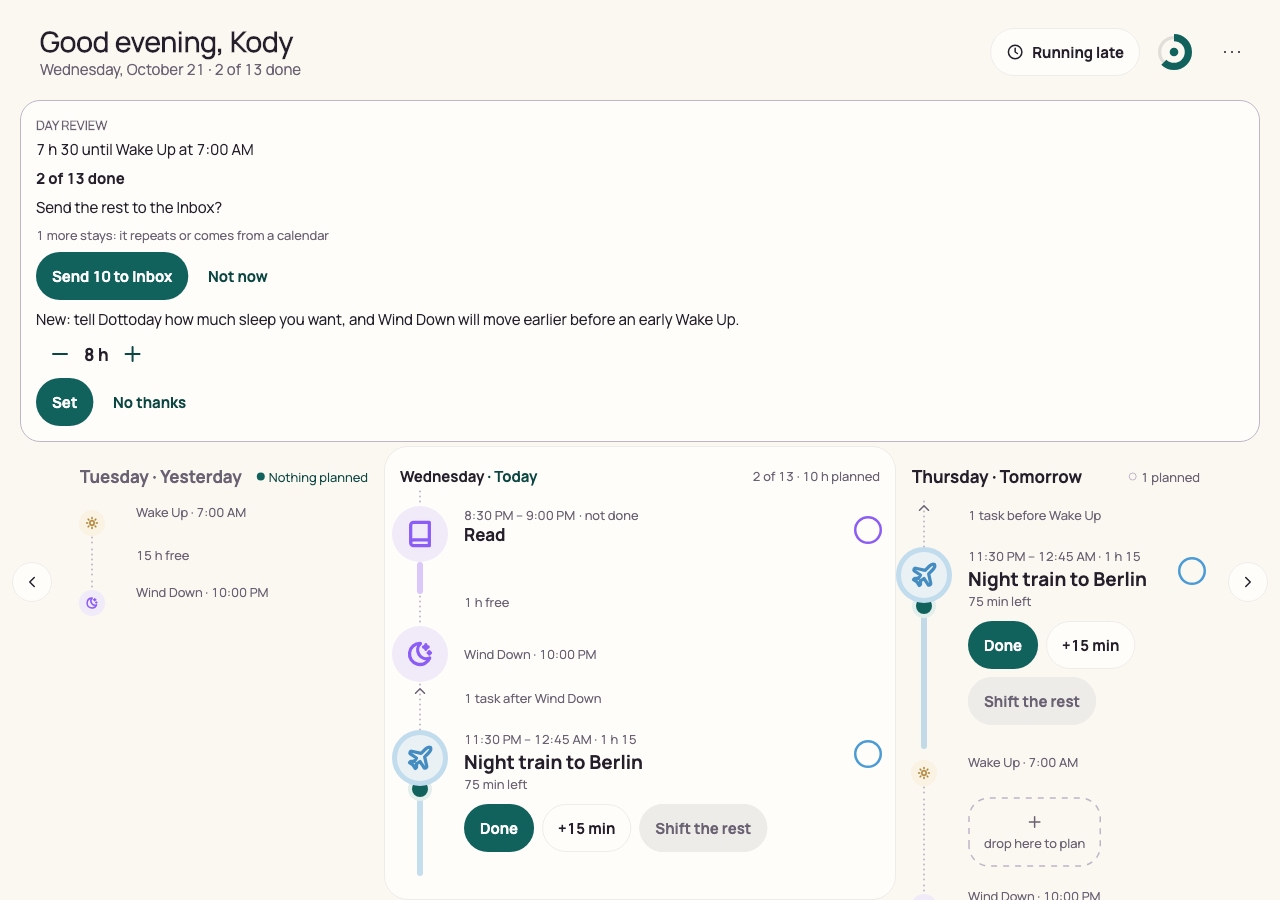 Good evening, Kody
Wednesday, October 21 · 2 of 13 done
Running late
DAY REVIEW
7 h 30 until Wake Up at 7:00 AM
2 of 13 done
Send the rest to the Inbox?
1 more stays: it repeats or comes from a calendar
Send 10 to Inbox
Not now
New: tell Dottoday how much sleep you want, and Wind Down will move earlier before an early Wake Up.
8 h
Set
No thanks
Tuesday · Yesterday
Nothing planned
Wake Up · 7:00 AM
15 h free
Wind Down · 10:00 PM
Wednesday · Today
2 of 13 · 10 h planned
8:30 PM – 9:00 PM · not done
Read
1 h free
Wind Down · 10:00 PM
1 task after Wind Down
11:30 PM – 12:45 AM · 1 h 15
Night train to Berlin
75 min left
Done
+15 min
Shift the rest
Thursday · Tomorrow
1 planned
1 task before Wake Up
11:30 PM – 12:45 AM · 1 h 15
Night train to Berlin
75 min left
Done
+15 min
Shift the rest
Wake Up · 7:00 AM
drop here to plan
Wind Down · 10:00 PM